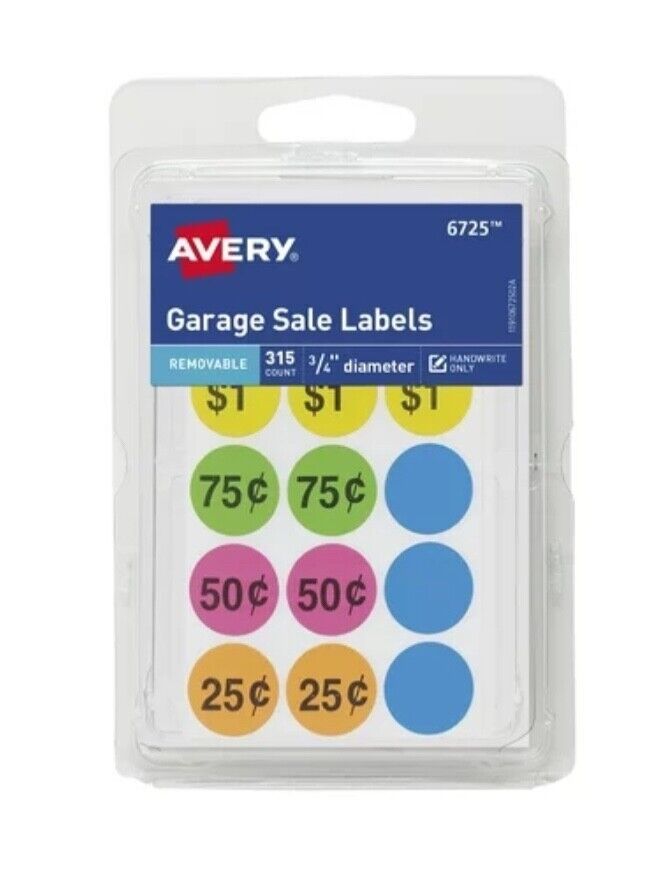 6725™
AVERY®
Garage Sale Labels
REMOVABLE 315 COUNT 3/4" diameter HANDWRITE ONLY
$1 $1 $1
75¢ 75¢
50¢ 50¢
25¢ 25¢